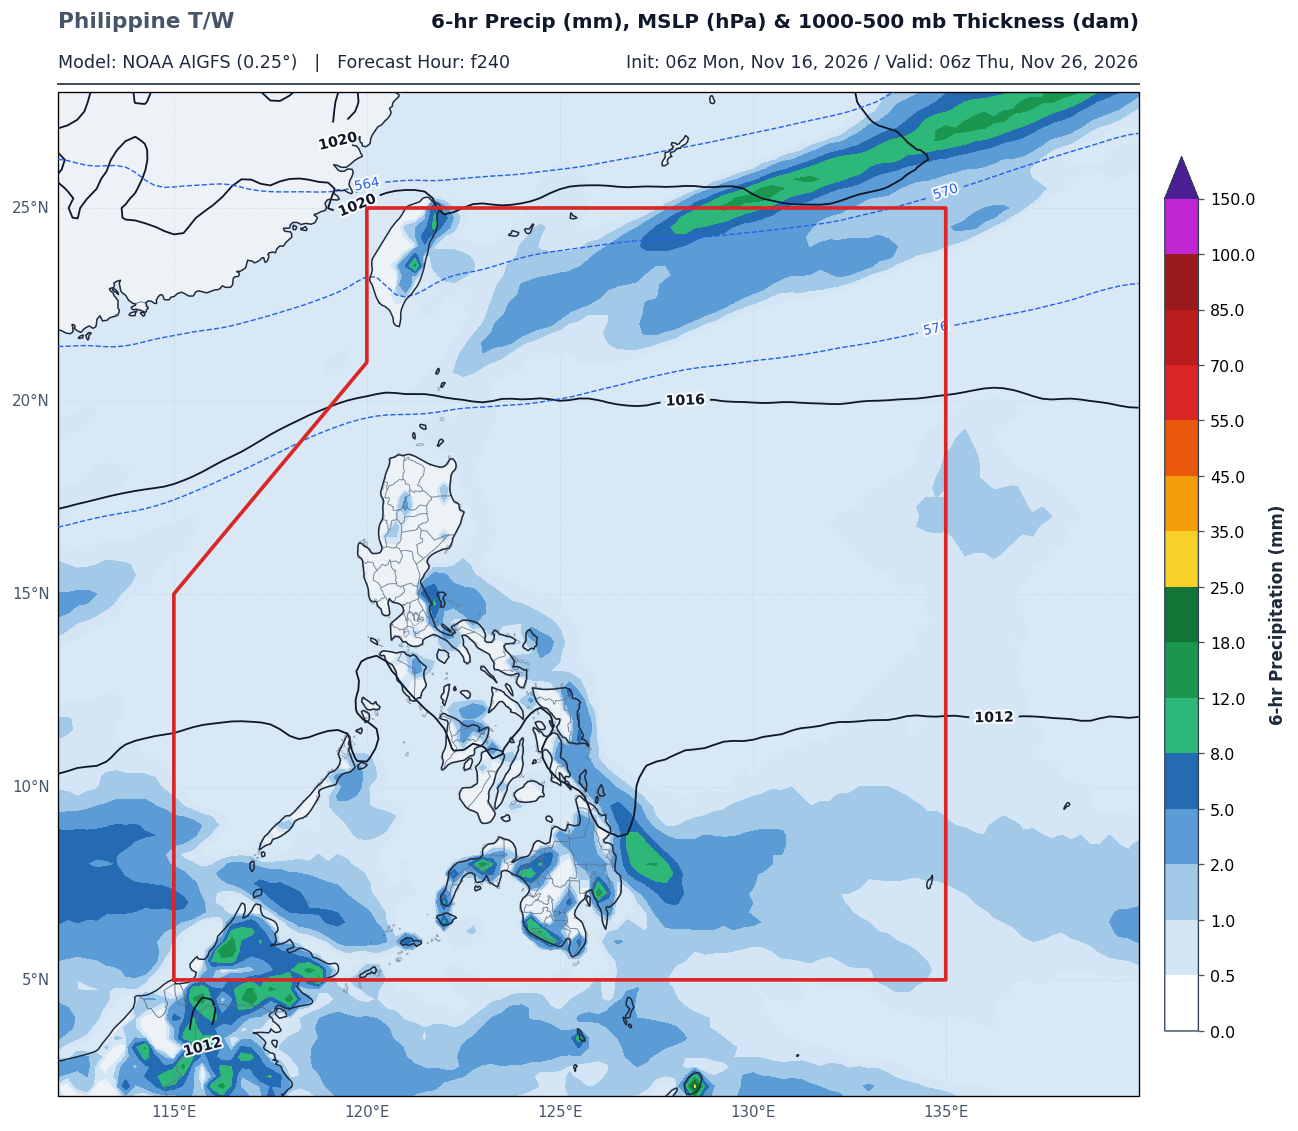 Philippine T/W
6-hr Precip (mm), MSLP (hPa) & 1000-500 mb Thickness (dam)
Model: NOAA AIGFS (0.25°) | Forecast Hour: f240
Init: 06z Mon, Nov 16, 2026 / Valid: 06z Thu, Nov 26, 2026
1020
564
1020
570
576
1016
1012
1012
25°N
20°N
15°N
10°N
5°N
115°E
120°E
125°E
130°E
135°E
150.0
100.0
85.0
70.0
55.0
45.0
35.0
25.0
18.0
12.0
8.0
5.0
2.0
1.0
0.5
0.0
6-hr Precipitation (mm)